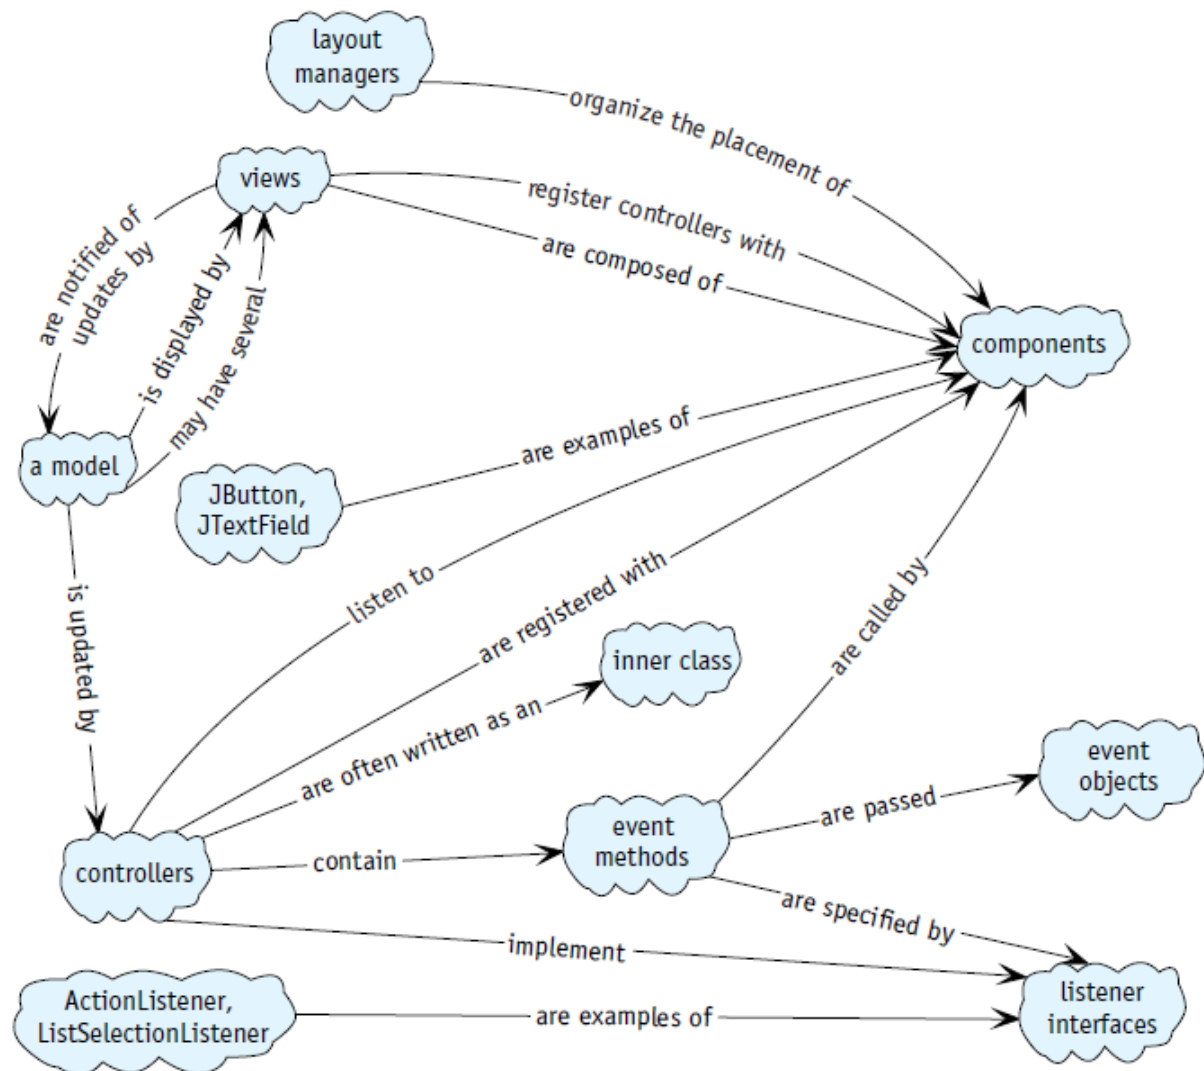 layout
managers
organize the placement of
views
register controllers with
are composed of
are notified of
updates by
is displayed by
may have several
components
a model
are examples of
JButton,
JTextField
listen to
are registered with
is updated by
inner class
are called by
are often written as an
event
objects
are passed
event
methods
controllers
contain
are specified by
implement
ActionListener,
ListSelectionListener
are examples of
listener
interfaces